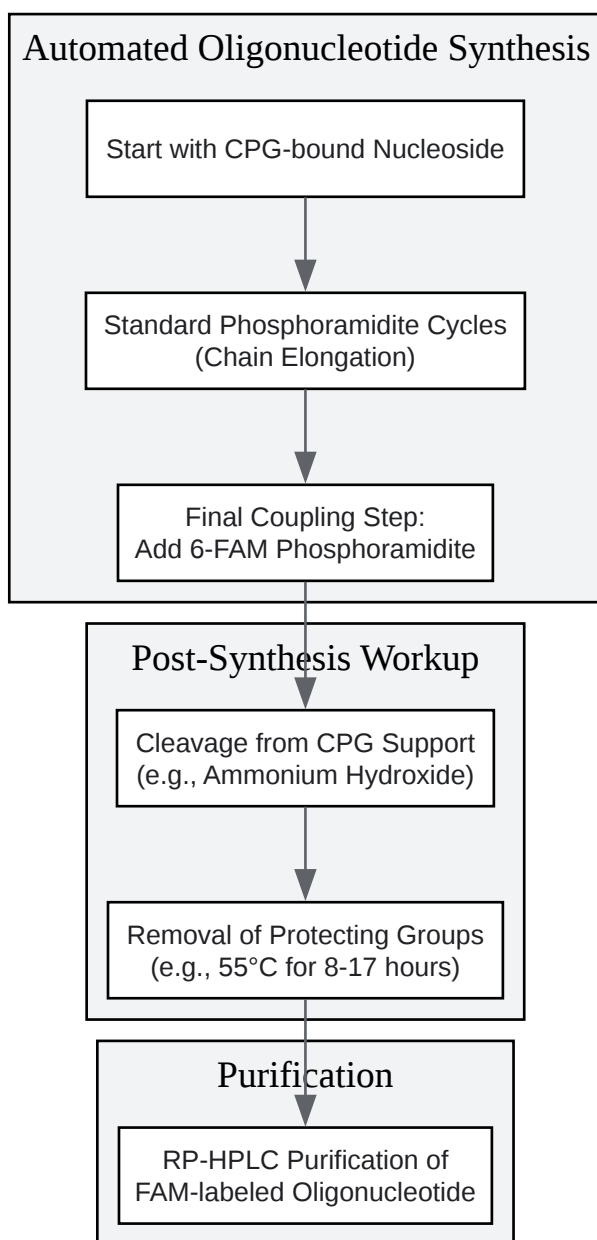 Automated Oligonucleotide Synthesis
Start with CPG-bound Nucleoside
Standard Phosphoramidite Cycles
(Chain Elongation)
Final Coupling Step:
Add 6-FAM Phosphoramidite
Post-Synthesis Workup
Cleavage from CPG Support
(e.g., Ammonium Hydroxide)
Removal of Protecting Groups
(e.g., 55°C for 8-17 hours)
Purification
RP-HPLC Purification of
FAM-labeled Oligonucleotide